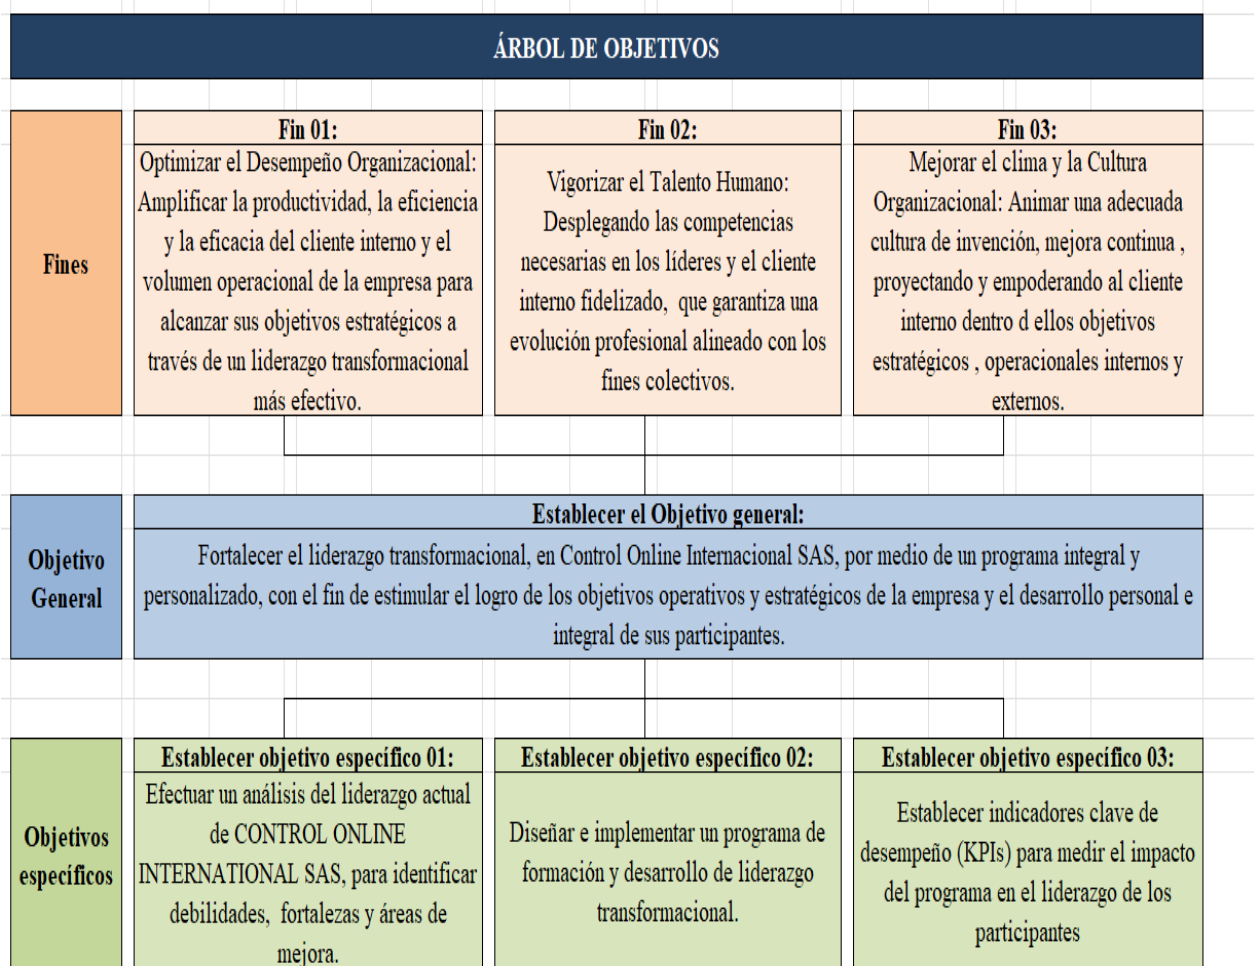 ÁRBOL DE OBJETIVOS
Fines
Fin 01:
Optimizar el Desempeño Organizacional:
Amplificar la productividad, la eficiencia
y la eficacia del cliente interno y el
volumen operacional de la empresa para
alcanzar sus objetivos estratégicos a
través de un liderazgo transformacional
más efectivo.
Fin 02:
Vigorizar el Talento Humano:
Desplegando las competencias
necesarias en los líderes y el cliente
interno fidelizado, que garantiza una
evolución profesional alineado con los
fines colectivos.
Fin 03:
Mejorar el clima y la Cultura
Organizacional: Animar una adecuada
cultura de invención, mejora continua ,
proyectando y empoderando al cliente
interno dentro d ellos objetivos
estratégicos , operacionales internos y
externos.
Objetivo
General
Establecer el Objetivo general:
Fortalecer el liderazgo transformacional, en Control Online Internacional SAS, por medio de un programa integral y
personalizado, con el fin de estimular el logro de los objetivos operativos y estratégicos de la empresa y el desarrollo personal e
integral de sus participantes.
Objetivos
específicos
Establecer objetivo específico 01:
Efectuar un análisis del liderazgo actual
de CONTROL ONLINE
INTERNATIONAL SAS, para identificar
debilidades, fortalezas y áreas de
mejora.
Establecer objetivo específico 02:
Diseñar e implementar un programa de
formación y desarrollo de liderazgo
transformacional.
Establecer objetivo específico 03:
Establecer indicadores clave de
desempeño (KPIs) para medir el impacto
del programa en el liderazgo de los
participantes